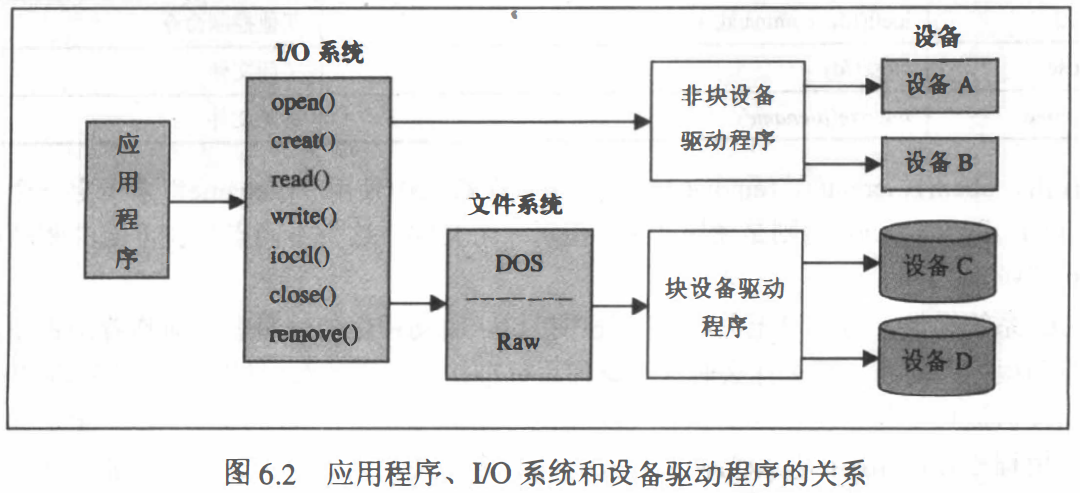 I/O 系统
设备
应用程序
open()
creat()
read()
write()
ioctl()
close()
remove()
文件系统
DOS
Raw
非块设备
驱动程序
块设备驱动
程序
设备 A
设备 B
设备 C
设备 D
图 6.2 应用程序、I/O 系统和设备驱动程序的关系